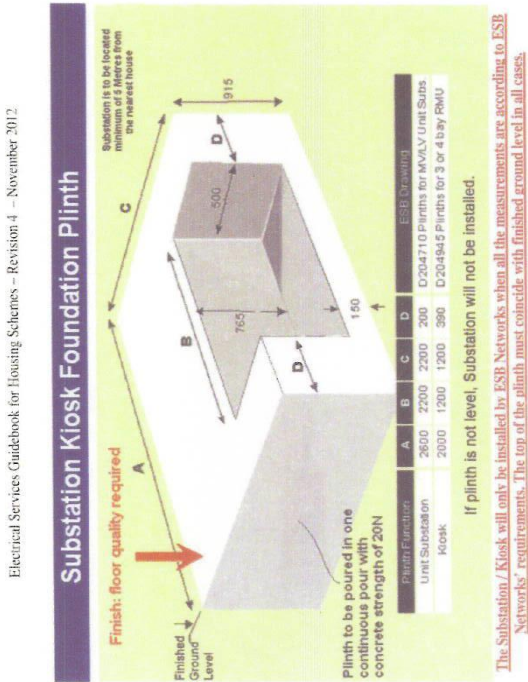 Electrical Services Guidebook for Housing Schemes – Revision 4 – November 2012
Substation Kiosk Foundation Plinth
Finish: floor quality required
Substation is to be located
minimum of 5 Metres from
the nearest house
A
C
B
D
D
915
500
765
150
Finished
Ground
Level
Plinth to be poured in one
continuous pour with
concrete strength of 20N
Plinth Function A B C D ESB Drawing
Unit Substation 2600 2200 2200 200 D204710 Plinths for MV/LV Unit Subs
Kiosk 2000 1200 1200 390 D204945 Plinths for 3 or 4 bay RMU
If plinth is not level, Substation will not be installed.
The Substation / Kiosk will only be installed by ESB Networks when all the measurements are according to ESB
Networks' requirements. The top of the plinth must coincide with finished ground level in all cases.